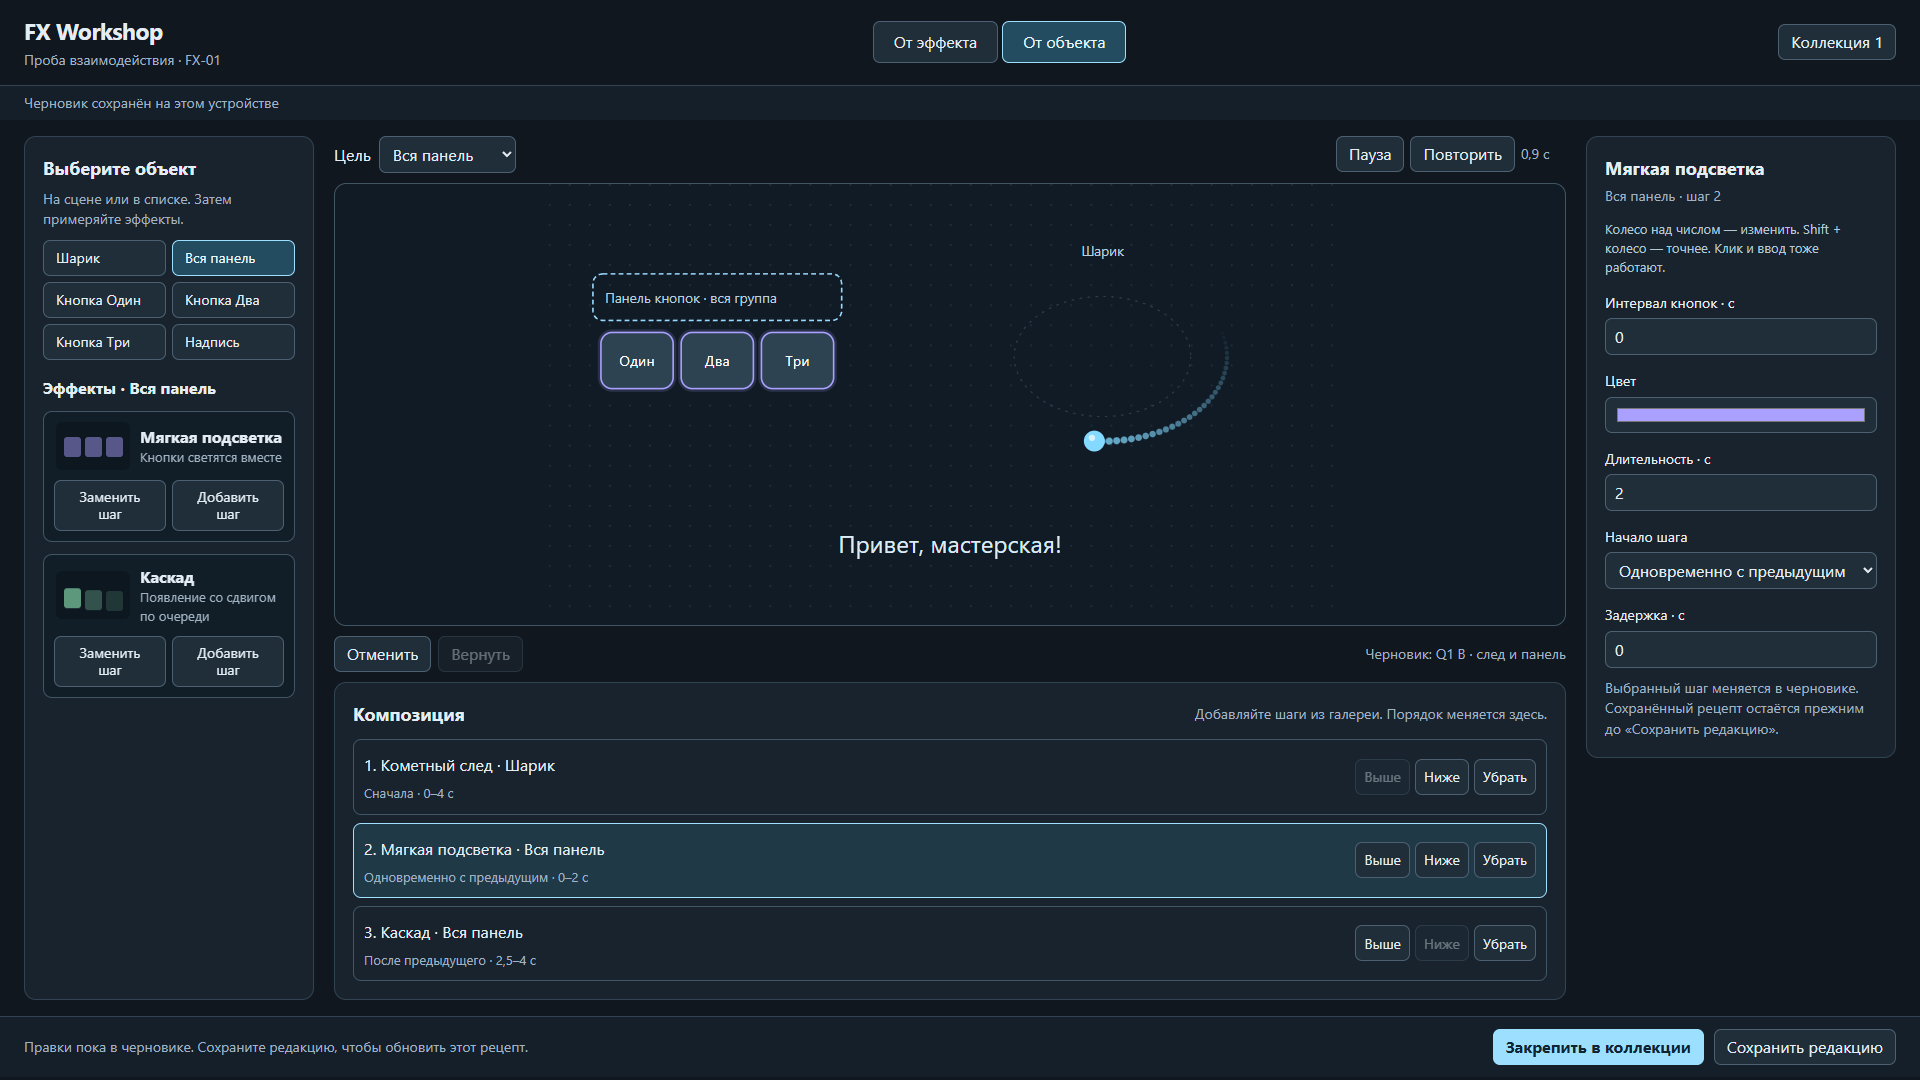 FX Workshop
Проба взаимодействия · FX-01
От эффекта
От объекта
Коллекция 1
Черновик сохранён на этом устройстве
Выберите объект
На сцене или в списке. Затем
примеряйте эффекты.
Шарик
Вся панель
Кнопка Один
Кнопка Два
Кнопка Три
Надпись
Эффекты · Вся панель
Мягкая подсветка
Кнопки светятся вместе
Заменить
шаг
Добавить
шаг
Каскад
Появление со сдвигом
по очереди
Заменить
шаг
Добавить
шаг
Цель
Вся панель
Пауза
Повторить
0,9 с
Шарик
Панель кнопок · вся группа
Один
Два
Три
Привет, мастерская!
Отменить
Вернуть
Черновик: Q1 B · след и панель
Композиция
Добавляйте шаги из галереи. Порядок меняется здесь.
1. Кометный след · Шарик
Сначала · 0–4 с
Выше
Ниже
Убрать
2. Мягкая подсветка · Вся панель
Одновременно с предыдущим · 0–2 с
Выше
Ниже
Убрать
3. Каскад · Вся панель
После предыдущего · 2,5–4 с
Выше
Ниже
Убрать
Мягкая подсветка
Вся панель · шаг 2
Колесо над числом — изменить. Shift +
колесо — точнее. Клик и ввод тоже
работают.
Интервал кнопок · с
0
Цвет
Длительность · с
2
Начало шага
Одновременно с предыдущим
Задержка · с
0
Выбранный шаг меняется в черновике.
Сохранённый рецепт остаётся прежним
до «Сохранить редакцию».
Правки пока в черновике. Сохраните редакцию, чтобы обновить этот рецепт.
Закрепить в коллекции
Сохранить редакцию